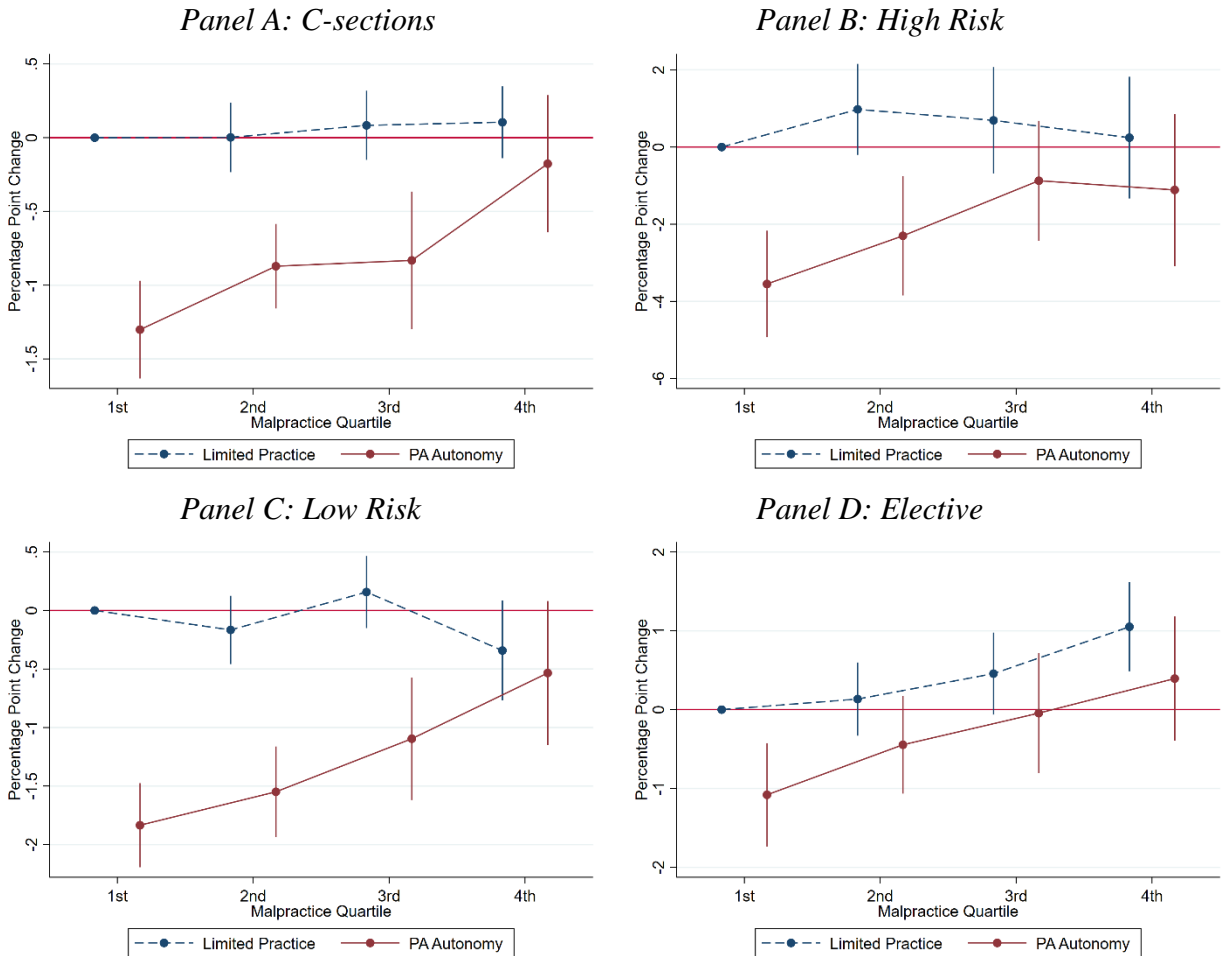 Panel A: C-sections
Percentage Point Change
.5
0
-.5
-1
-1.5
1st
2nd
3rd
4th
Malpractice Quartile
Limited Practice
PA Autonomy
Panel B: High Risk
Percentage Point Change
2
0
-2
-4
-6
1st
2nd
3rd
4th
Malpractice Quartile
Limited Practice
PA Autonomy
Panel C: Low Risk
Percentage Point Change
.5
0
-.5
-1
-1.5
-2
1st
2nd
3rd
4th
Malpractice Quartile
Limited Practice
PA Autonomy
Panel D: Elective
Percentage Point Change
2
1
0
-1
-2
1st
2nd
3rd
4th
Malpractice Quartile
Limited Practice
PA Autonomy